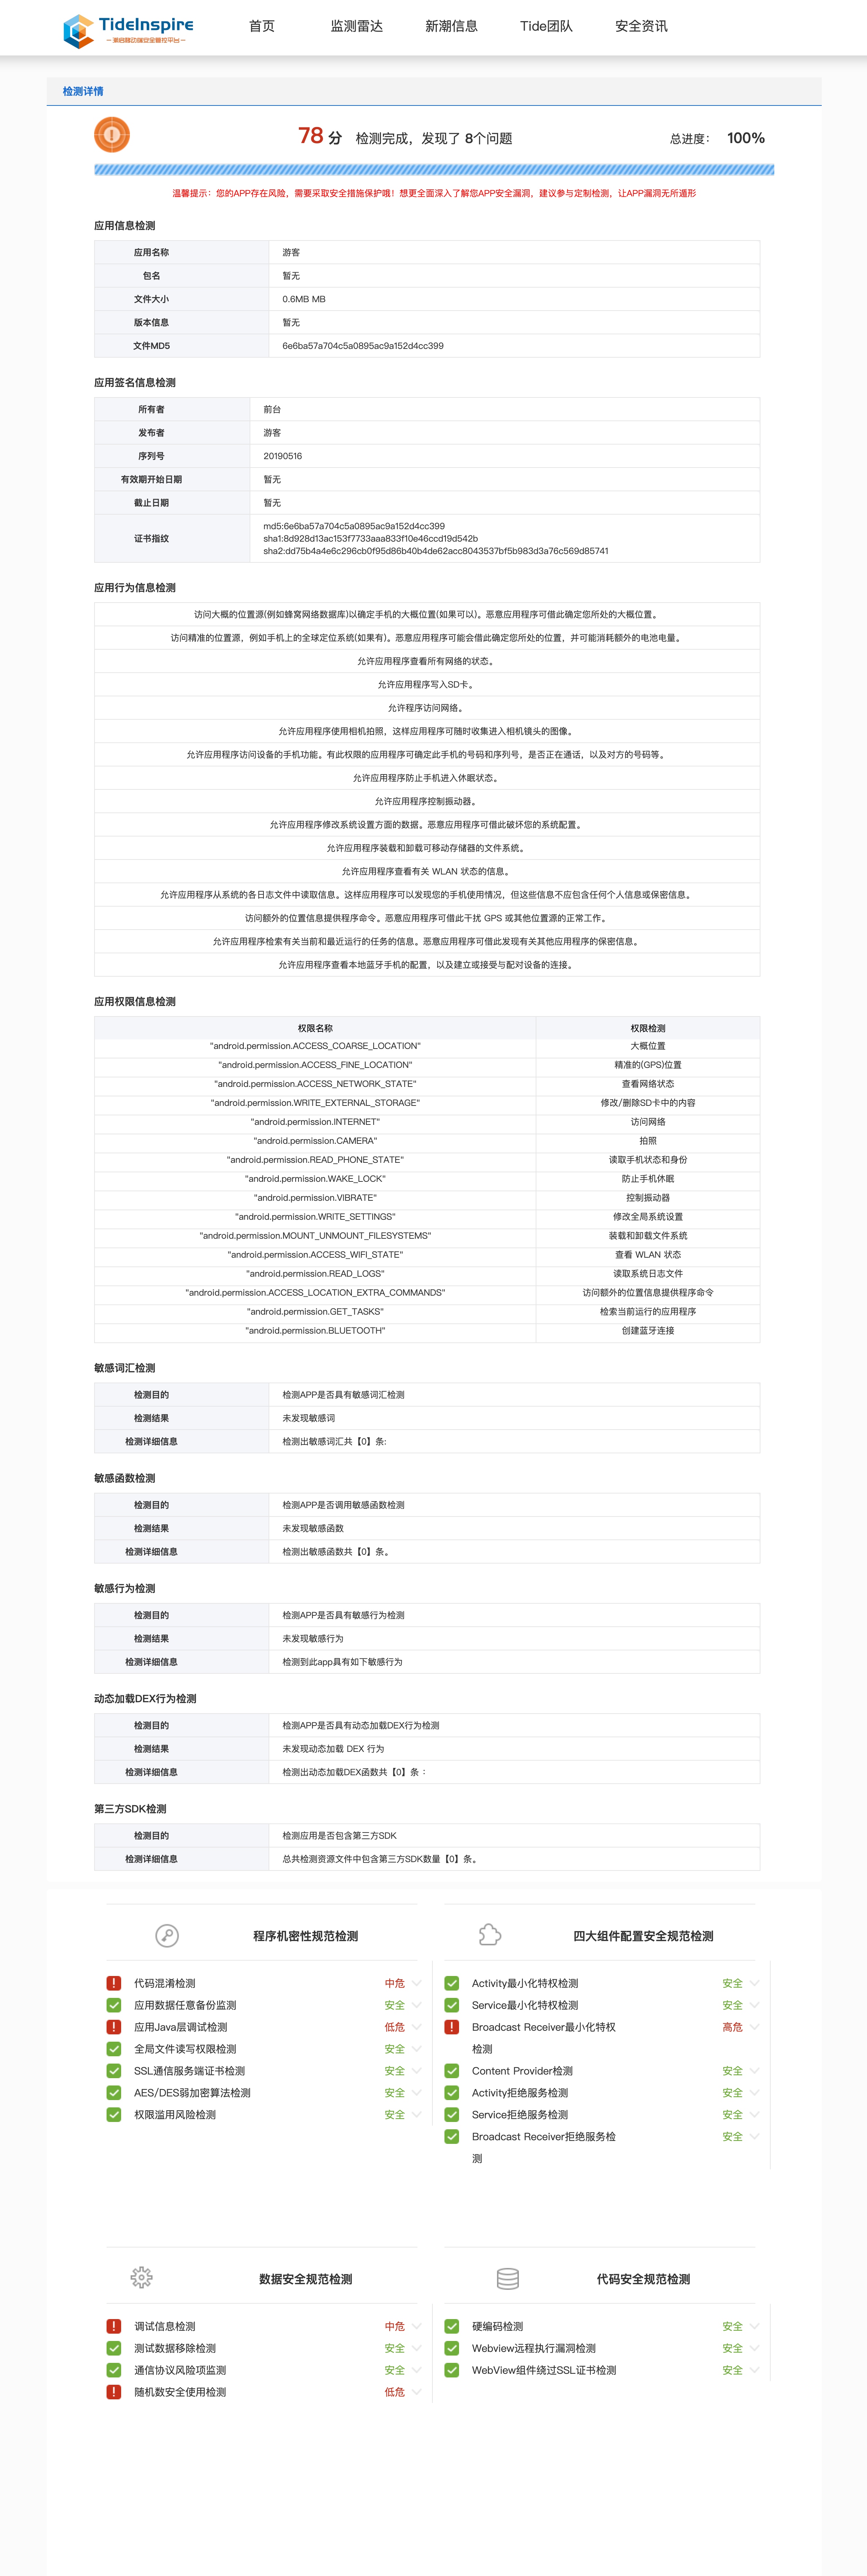 TideInspire
—潮启移动端安全管控平台—
首页
监测雷达
新潮信息
Tide团队
安全资讯
检测详情
78 分 检测完成，发现了 8个问题
总进度： 100%
温馨提示：您的APP存在风险，需要采取安全措施保护哦！想更全面深入了解您APP安全漏洞，建议参与定制检测，让APP漏洞无所遁形
应用信息检测
应用名称 游客
包名 暂无
文件大小 0.6MB MB
版本信息 暂无
文件MD5 6e6ba57a704c5a0895ac9a152d4cc399
应用签名信息检测
所有者 前台
发布者 游客
序列号 20190516
有效期开始日期 暂无
截止日期 暂无
证书指纹
md5:6e6ba57a704c5a0895ac9a152d4cc399
sha1:8d928d13ac153f7733aaa833f10e46ccd19d542b
sha2:dd75b4a4e6c296cb0f95d86b40b4de62acc8043537bf5b983d3a76c569d85741
应用行为信息检测
访问大概的位置源(例如蜂窝网络数据库)以确定手机的大概位置(如果可以)。恶意应用程序可借此确定您所处的大概位置。
访问精准的位置源，例如手机上的全球定位系统(如果有)。恶意应用程序可能会借此确定您所处的位置，并可能消耗额外的电池电量。
允许应用程序查看所有网络的状态。
允许应用程序写入SD卡。
允许程序访问网络。
允许应用程序使用相机拍照，这样应用程序可随时收集进入相机镜头的图像。
允许应用程序访问设备的手机功能。有此权限的应用程序可确定此手机的号码和序列号，是否正在通话，以及对方的号码等。
允许应用程序防止手机进入休眠状态。
允许应用程序控制振动器。
允许应用程序修改系统设置方面的数据。恶意应用程序可借此破坏您的系统配置。
允许应用程序装载和卸载可移动存储器的文件系统。
允许应用程序查看有关 WLAN 状态的信息。
允许应用程序从系统的各日志文件中读取信息。这样应用程序可以发现您的手机使用情况，但这些信息不应包含任何个人信息或保密信息。
访问额外的位置信息提供程序命令。恶意应用程序可借此干扰 GPS 或其他位置源的正常工作。
允许应用程序检索有关当前和最近运行的任务的信息。恶意应用程序可借此发现有关其他应用程序的保密信息。
允许应用程序查看本地蓝牙手机的配置，以及建立或接受与配对设备的连接。
应用权限信息检测
权限名称 权限检测
"android.permission.ACCESS_COARSE_LOCATION" 大概位置
"android.permission.ACCESS_FINE_LOCATION" 精准的(GPS)位置
"android.permission.ACCESS_NETWORK_STATE" 查看网络状态
"android.permission.WRITE_EXTERNAL_STORAGE" 修改/删除SD卡中的内容
"android.permission.INTERNET" 访问网络
"android.permission.CAMERA" 拍照
"android.permission.READ_PHONE_STATE" 读取手机状态和身份
"android.permission.WAKE_LOCK" 防止手机休眠
"android.permission.VIBRATE" 控制振动器
"android.permission.WRITE_SETTINGS" 修改全局系统设置
"android.permission.MOUNT_UNMOUNT_FILESYSTEMS" 装载和卸载文件系统
"android.permission.ACCESS_WIFI_STATE" 查看 WLAN 状态
"android.permission.READ_LOGS" 读取系统日志文件
"android.permission.ACCESS_LOCATION_EXTRA_COMMANDS" 访问额外的位置信息提供程序命令
"android.permission.GET_TASKS" 检索当前运行的应用程序
"android.permission.BLUETOOTH" 创建蓝牙连接
敏感词汇检测
检测目的 检测APP是否具有敏感词汇检测
检测结果 未发现敏感词
检测详细信息 检测出敏感词汇共【0】条:
敏感函数检测
检测目的 检测APP是否调用敏感函数检测
检测结果 未发现敏感函数
检测详细信息 检测出敏感函数共【0】条。
敏感行为检测
检测目的 检测APP是否具有敏感行为检测
检测结果 未发现敏感行为
检测详细信息 检测到此app具有如下敏感行为
动态加载DEX行为检测
检测目的 检测APP是否具有动态加载DEX行为检测
检测结果 未发现动态加载 DEX 行为
检测详细信息 检测出动态加载DEX函数共【0】条 :
第三方SDK检测
检测目的 检测应用是否包含第三方SDK
检测详细信息 总共检测资源文件中包含第三方SDK数量【0】条。
程序机密性规范检测
代码混淆检测 中危
应用数据任意备份监测 安全
应用Java层调试检测 低危
全局文件读写权限检测 安全
SSL通信服务端证书检测 安全
AES/DES弱加密算法检测 安全
权限滥用风险检测 安全
四大组件配置安全规范检测
Activity最小化特权检测 安全
Service最小化特权检测 安全
Broadcast Receiver最小化特权 高危
检测
Content Provider检测 安全
Activity拒绝服务检测 安全
Service拒绝服务检测 安全
Broadcast Receiver拒绝服务检 安全
测
数据安全规范检测
调试信息检测 中危
测试数据移除检测 安全
通信协议风险项监测 安全
随机数安全使用检测 低危
代码安全规范检测
硬编码检测 安全
Webview远程执行漏洞检测 安全
WebView组件绕过SSL证书检测 安全